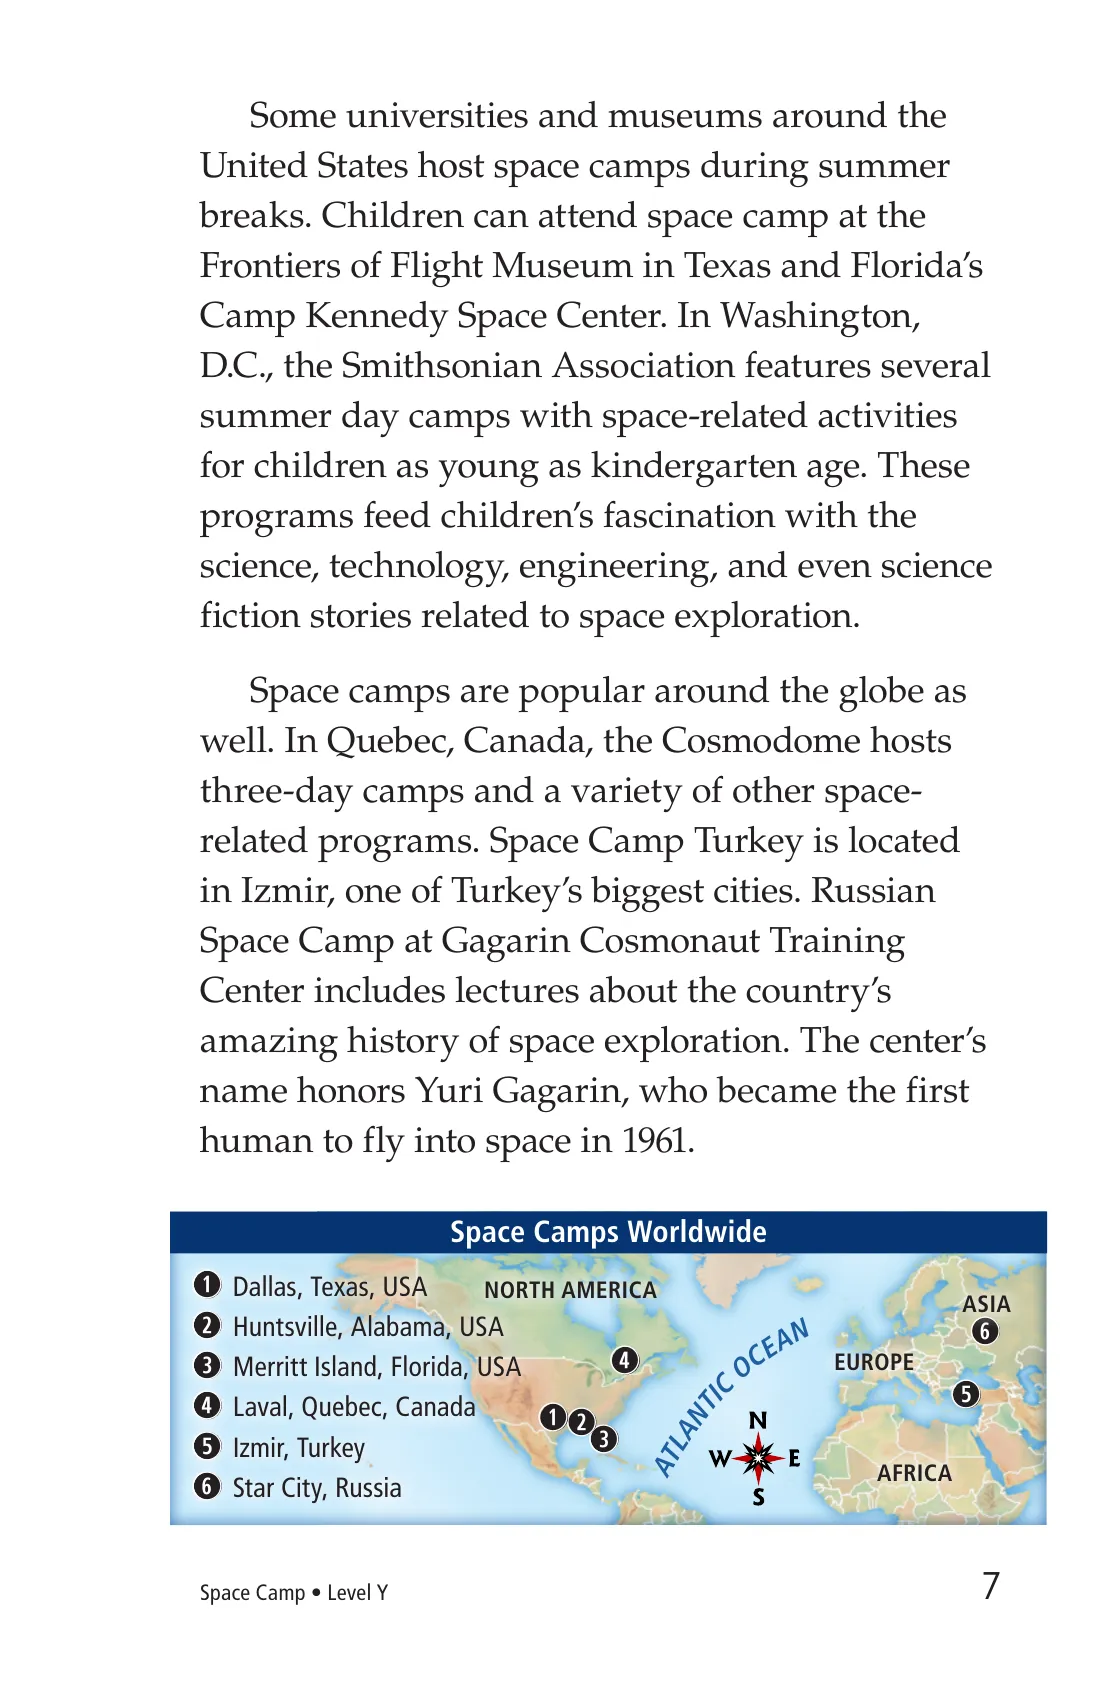 Some universities and museums around the
United States host space camps during summer
breaks. Children can attend space camp at the
Frontiers of Flight Museum in Texas and Florida’s
Camp Kennedy Space Center. In Washington,
D.C., the Smithsonian Association features several
summer day camps with space-related activities
for children as young as kindergarten age. These
programs feed children’s fascination with the
science, technology, engineering, and even science
fiction stories related to space exploration.
Space camps are popular around the globe as
well. In Quebec, Canada, the Cosmodome hosts
three-day camps and a variety of other space-
related programs. Space Camp Turkey is located
in Izmir, one of Turkey’s biggest cities. Russian
Space Camp at Gagarin Cosmonaut Training
Center includes lectures about the country’s
amazing history of space exploration. The center’s
name honors Yuri Gagarin, who became the first
human to fly into space in 1961.
Space Camps Worldwide
1 Dallas, Texas, USA
2 Huntsville, Alabama, USA
3 Merritt Island, Florida, USA
4 Laval, Quebec, Canada
5 Izmir, Turkey
6 Star City, Russia
NORTH AMERICA
4
1
2
3
ATLANTIC OCEAN
N
W E
S
ASIA
6
EUROPE
5
AFRICA
Space Camp • Level Y
7